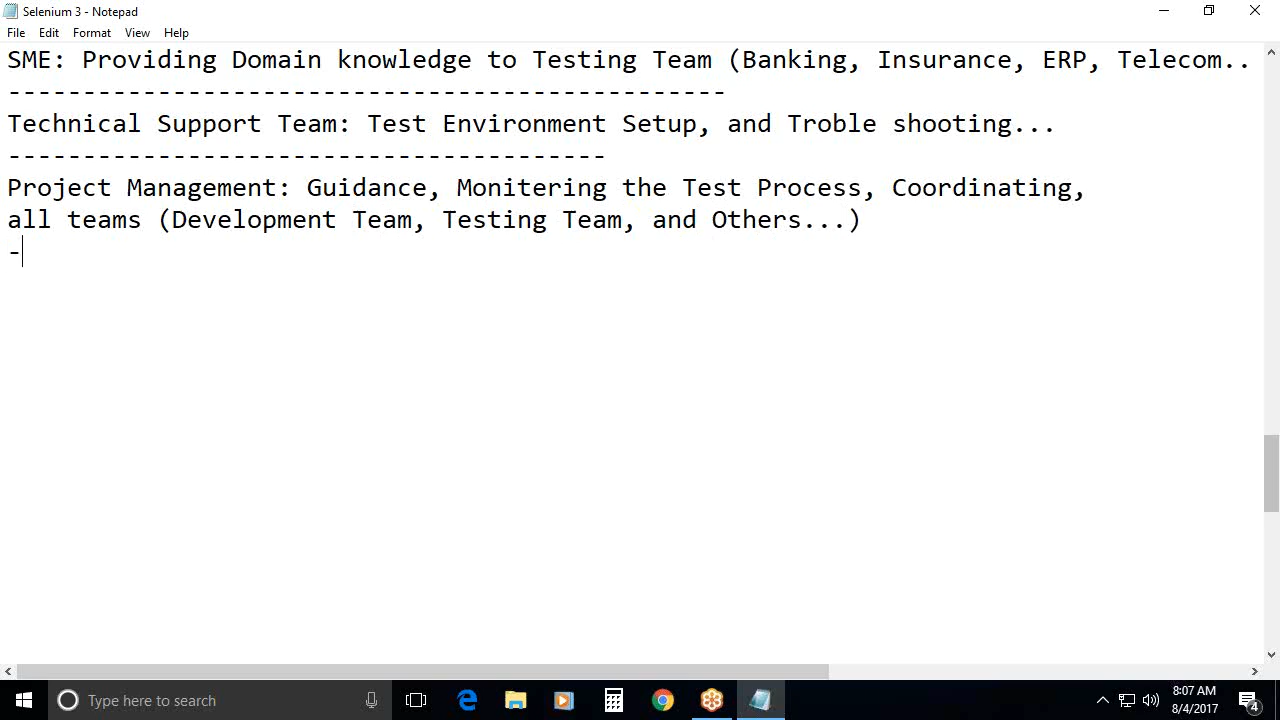 Selenium 3 - Notepad
File Edit Format View Help
SME: Providing Domain knowledge to Testing Team (Banking, Insurance, ERP, Telecom..
------------------------------------------------
Technical Support Team: Test Environment Setup, and Troble shooting...
----------------------------------------
Project Management: Guidance, Monitering the Test Process, Coordinating,
all teams (Development Team, Testing Team, and Others...)
-
Type here to search
8:07 AM
8/4/2017
4